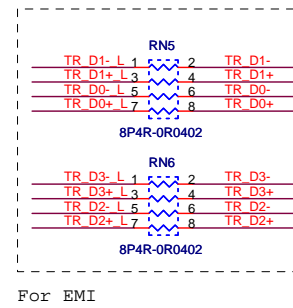 RN5
TR_D1-_L 1 2 TR_D1-
TR_D1+_L 3 4 TR_D1+
TR_D0-_L 5 6 TR_D0-
TR_D0+_L 7 8 TR_D0+
8P4R-0R0402
RN6
TR_D3-_L 1 2 TR_D3-
TR_D3+_L 3 4 TR_D3+
TR_D2-_L 5 6 TR_D2-
TR_D2+_L 7 8 TR_D2+
8P4R-0R0402
For EMI